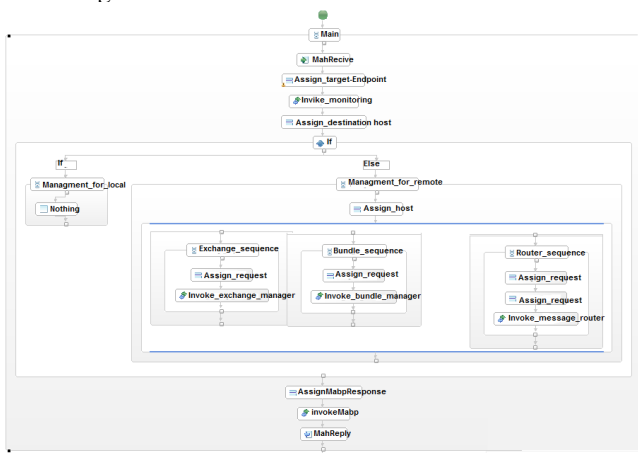 Main
MahRecive
Assign_target-Endpoint
Invike_monitoring
Assign_destination host
If
If
Else
Managment_for_local
Managment_for_remote
Nothing
Assign_host
Exchange_sequence
Bundle_sequence
Router_sequence
Assign_request
Assign_request
Assign_request
Invoke_exchange_manager
Invoke_bundle_manager
Assign_request
Invoke_message_router
AssignMabpResponse
invokeMabp
MahReply